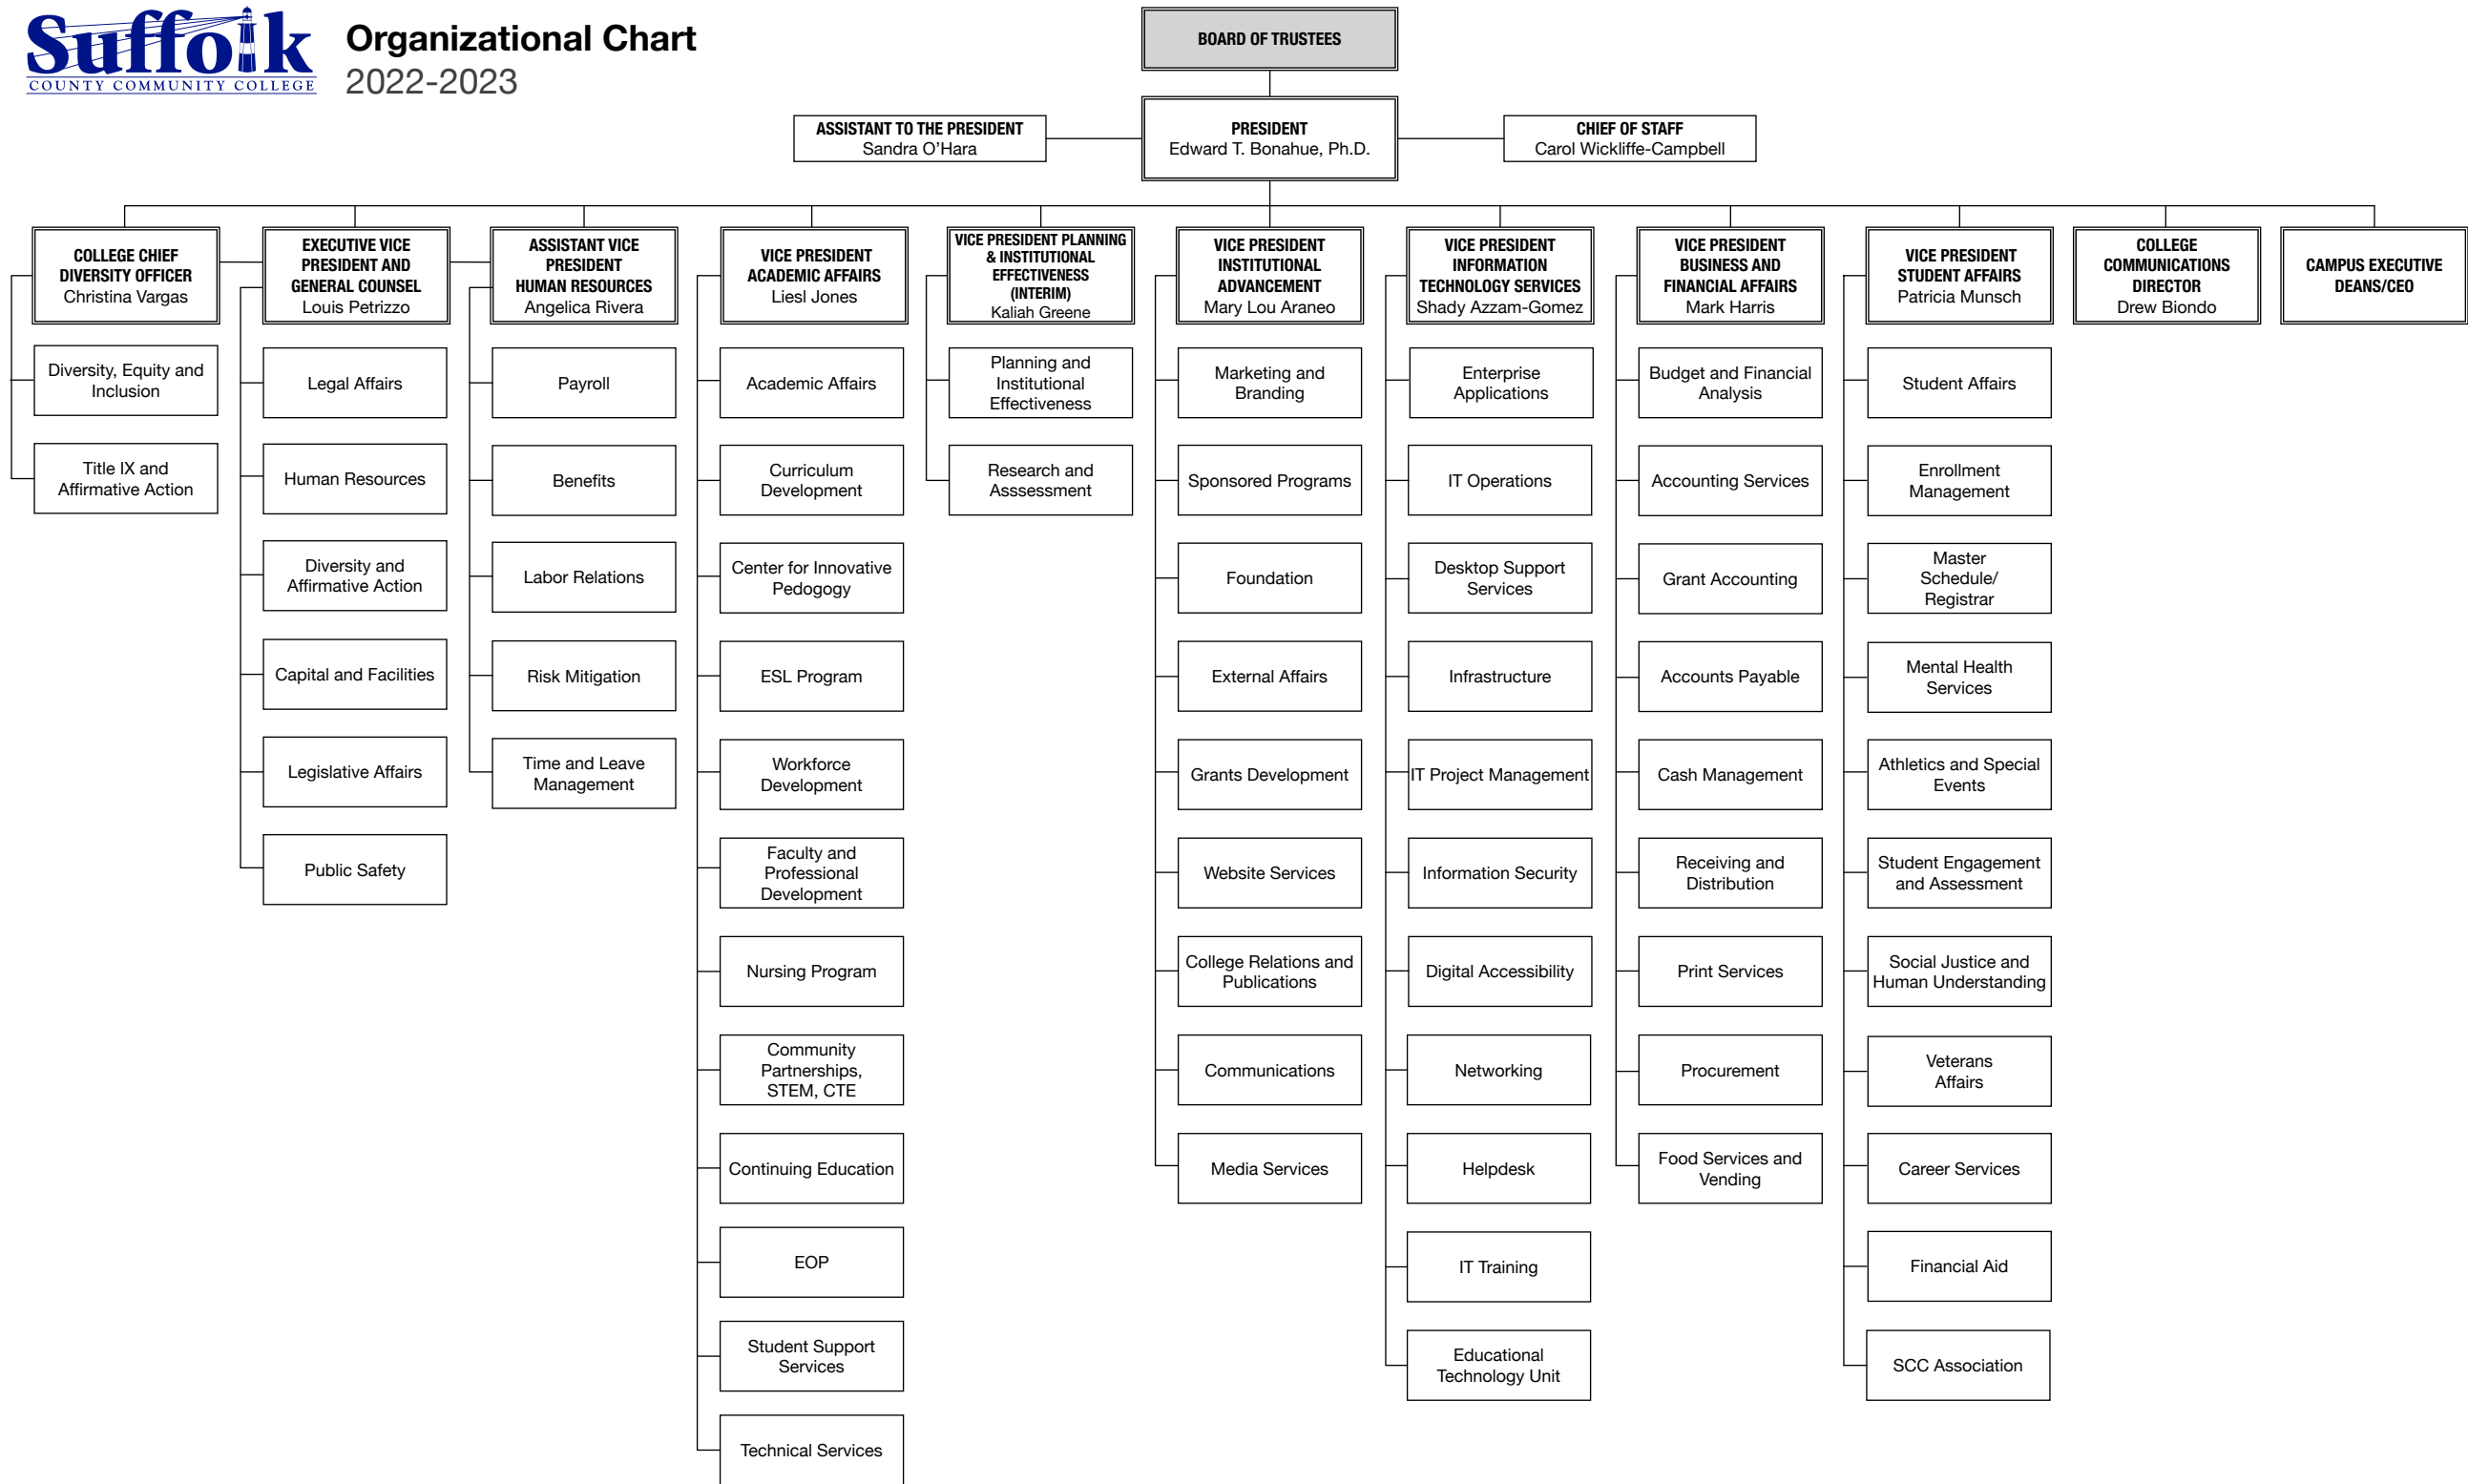 Suffolk
COUNTY COMMUNITY COLLEGE
Organizational Chart
2022-2023
BOARD OF TRUSTEES
ASSISTANT TO THE PRESIDENT
Sandra O’Hara
PRESIDENT
Edward T. Bonahue, Ph.D.
CHIEF OF STAFF
Carol Wickliffe-Campbell
COLLEGE CHIEF
DIVERSITY OFFICER
Christina Vargas
Diversity, Equity and
Inclusion
Title IX and
Affirmative Action
EXECUTIVE VICE
PRESIDENT AND
GENERAL COUNSEL
Louis Petrizzo
Legal Affairs
Human Resources
Diversity and
Affirmative Action
Capital and Facilities
Legislative Affairs
Public Safety
ASSISTANT VICE
PRESIDENT
HUMAN RESOURCES
Angelica Rivera
Payroll
Benefits
Labor Relations
Risk Mitigation
Time and Leave
Management
VICE PRESIDENT
ACADEMIC AFFAIRS
Liesl Jones
Academic Affairs
Curriculum
Development
Center for Innovative
Pedogogy
ESL Program
Workforce
Development
Faculty and
Professional
Development
Nursing Program
Community
Partnerships,
STEM, CTE
Continuing Education
EOP
Student Support
Services
Technical Services
VICE PRESIDENT PLANNING
& INSTITUTIONAL
EFFECTIVENESS
(INTERIM)
Kaliah Greene
Planning and
Institutional
Effectiveness
Research and
Asssessment
VICE PRESIDENT
INSTITUTIONAL
ADVANCEMENT
Mary Lou Araneo
Marketing and
Branding
Sponsored Programs
Foundation
External Affairs
Grants Development
Website Services
College Relations and
Publications
Communications
Media Services
VICE PRESIDENT
INFORMATION
TECHNOLOGY SERVICES
Shady Azzam-Gomez
Enterprise
Applications
IT Operations
Desktop Support
Services
Infrastructure
IT Project Management
Information Security
Digital Accessibility
Networking
Helpdesk
IT Training
Educational
Technology Unit
VICE PRESIDENT
BUSINESS AND
FINANCIAL AFFAIRS
Mark Harris
Budget and Financial
Analysis
Accounting Services
Grant Accounting
Accounts Payable
Cash Management
Receiving and
Distribution
Print Services
Procurement
Food Services and
Vending
VICE PRESIDENT
STUDENT AFFAIRS
Patricia Munsch
Student Affairs
Enrollment
Management
Master
Schedule/
Registrar
Mental Health
Services
Athletics and Special
Events
Student Engagement
and Assessment
Social Justice and
Human Understanding
Veterans
Affairs
Career Services
Financial Aid
SCC Association
COLLEGE
COMMUNICATIONS
DIRECTOR
Drew Biondo
CAMPUS EXECUTIVE
DEANS/CEO